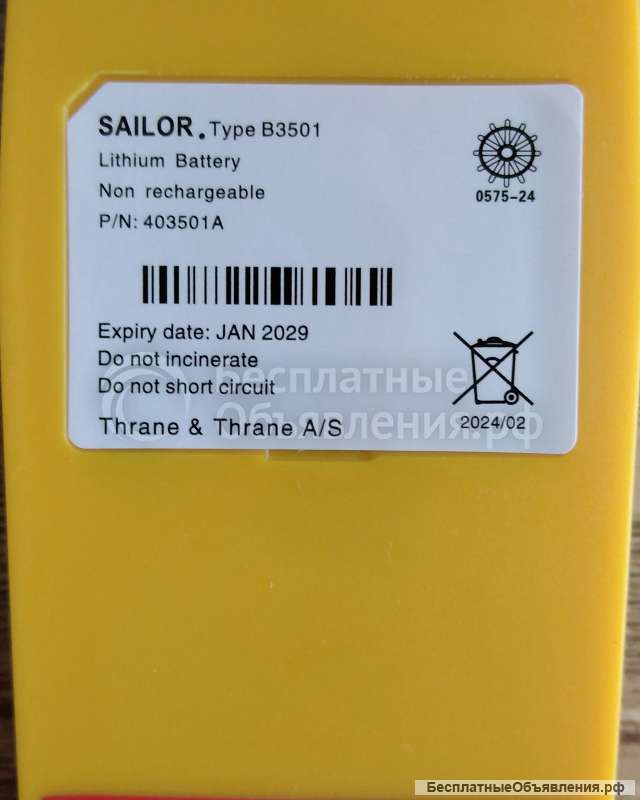 SAILOR. Type B3501
Lithium Battery
Non rechargeable
P/N: 403501A
0575-24
Expiry date: JAN 2029
Do not incinerate
Do not short circuit
Thrane & Thrane A/S
2024/02
Бесплатные
Объявления.рф
БесплатныеОбъявления.рф